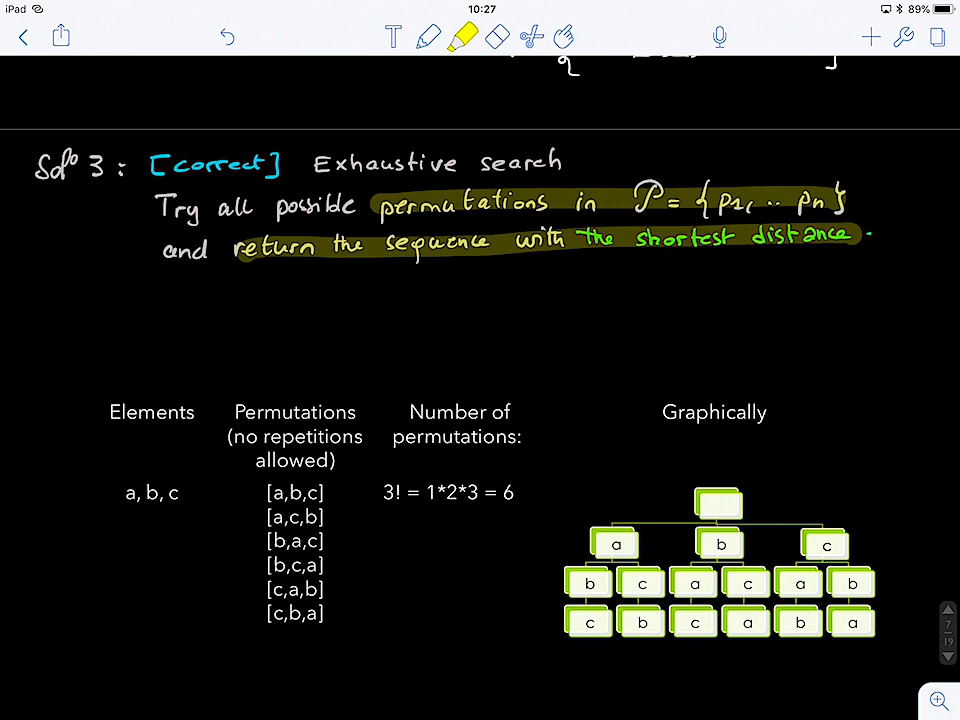 iPad
10:27
89%
Solº 3 : [correct] Exhaustive search
Try all possible permutations in P = { p1, .. pn }
and return the sequence with the shortest distance.
Elements
Permutations
(no repetitions
allowed)
Number of
permutations:
Graphically
a, b, c
[a,b,c]
[a,c,b]
[b,a,c]
[b,c,a]
[c,a,b]
[c,b,a]
3! = 1*2*3 = 6
a b c
b c a c a b
c b c a b a
7
19